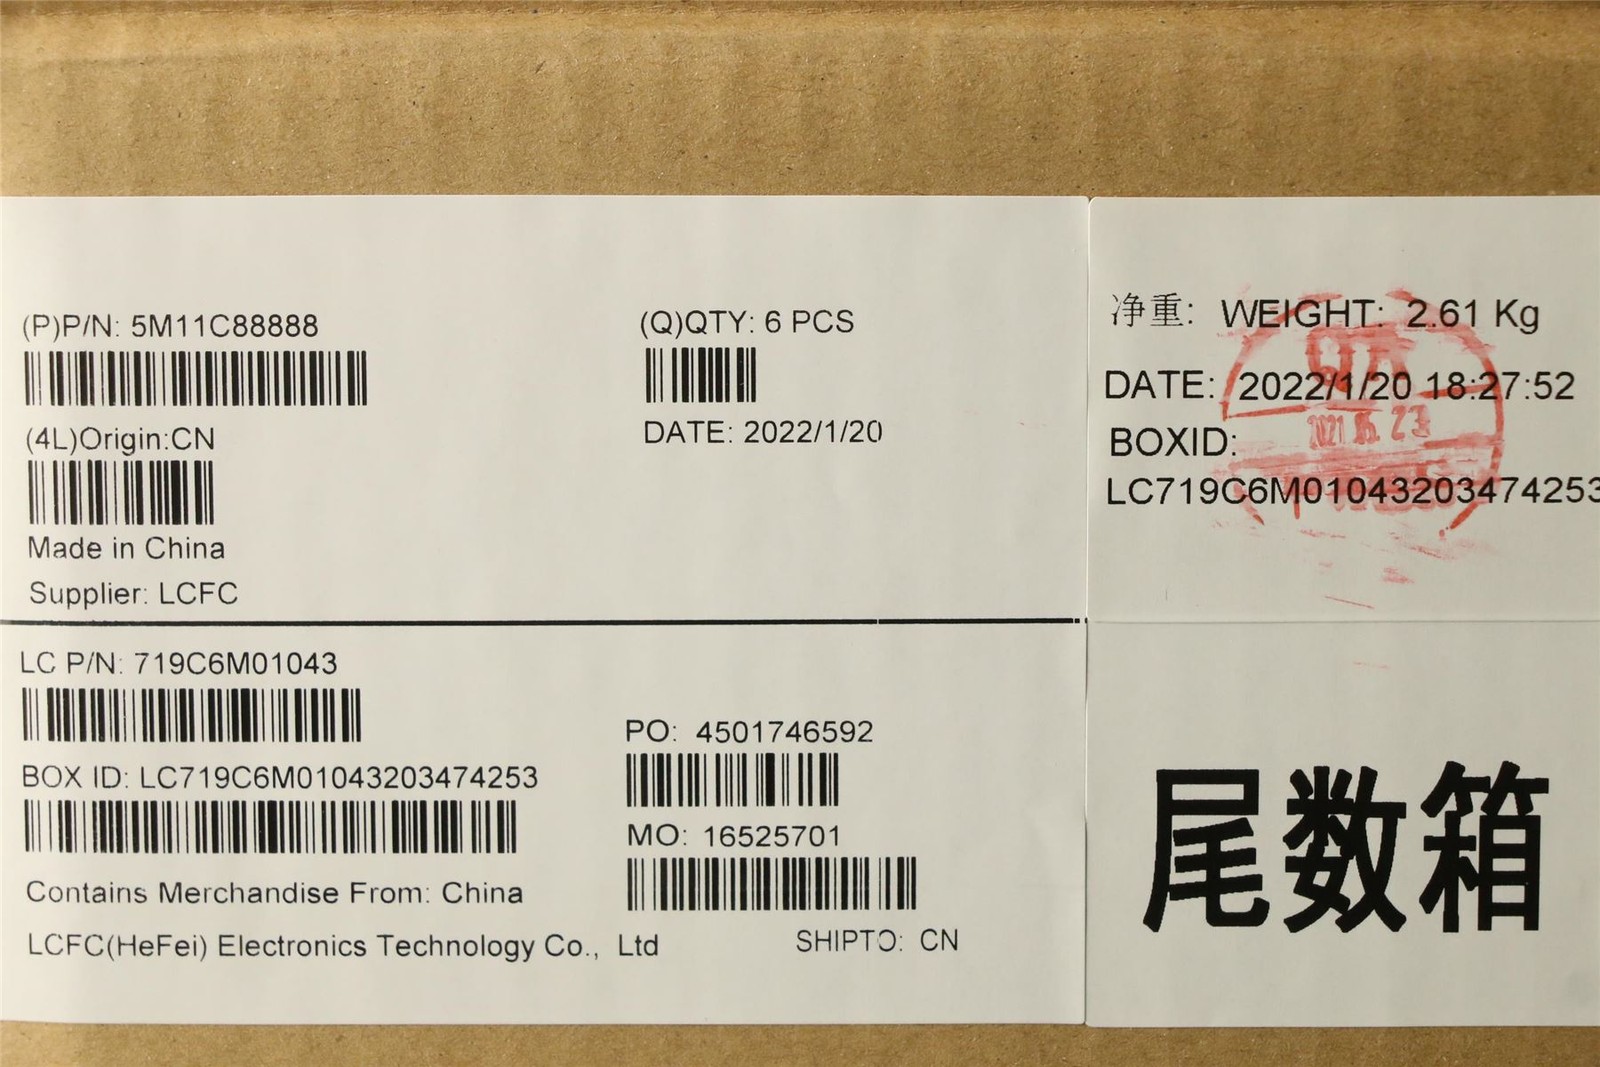 (P)P/N: 5M11C88888
(4L)Origin:CN
Made in China
Supplier: LCFC
(Q)QTY: 6 PCS
DATE: 2022/1/20
净重: WEIGHT: 2.61 Kg
DATE: 2022/1/20 18:27:52
BOXID:
LC719C6M01043203474253
LC P/N: 719C6M01043
BOX ID: LC719C6M01043203474253
Contains Merchandise From: China
LCFC(HeFei) Electronics Technology Co., Ltd
PO: 4501746592
MO: 16525701
SHIPTO: CN
尾数箱